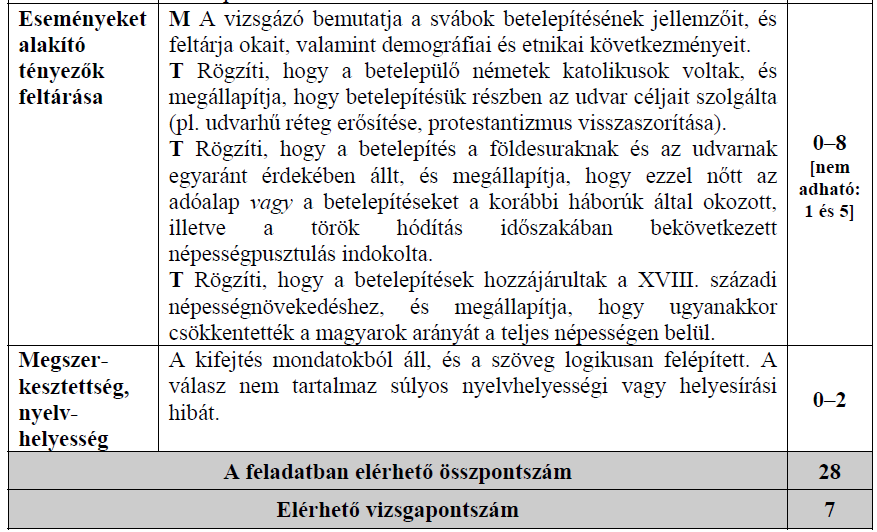 Eseményeket
alakító
tényezők
feltárása
M A vizsgázó bemutatja a svábok betelepítésének jellemzőit, és
feltárja okait, valamint demográfiai és etnikai következményeit.
T Rögzíti, hogy a betelepülő németek katolikusok voltak, és
megállapítja, hogy betelepítésük részben az udvar céljait szolgálta
(pl. udvarhű réteg erősítése, protestantizmus visszaszorítása).
T Rögzíti, hogy a betelepítés a földesuraknak és az udvarnak
egyaránt érdekében állt, és megállapítja, hogy ezzel nőtt az
adóalap vagy a betelepítéseket a korábbi háborúk által okozott,
illetve a török hódítás időszakában bekövetkezett
népességpusztulás indokolta.
T Rögzíti, hogy a betelepítések hozzájárultak a XVIII. századi
népességnövekedéshez, és megállapítja, hogy ugyanakkor
csökkentették a magyarok arányát a teljes népességen belül.
0–8
[nem
adható:
1 és 5]
Megszer-
kesztettség,
nyelv-
helyesség
A kifejtés mondatokból áll, és a szöveg logikusan felépített. A
válasz nem tartalmaz súlyos nyelvhelyességi vagy helyesírási
hibát.
0–2
A feladatban elérhető összpontszám 28
Elérhető vizsgapontszám 7